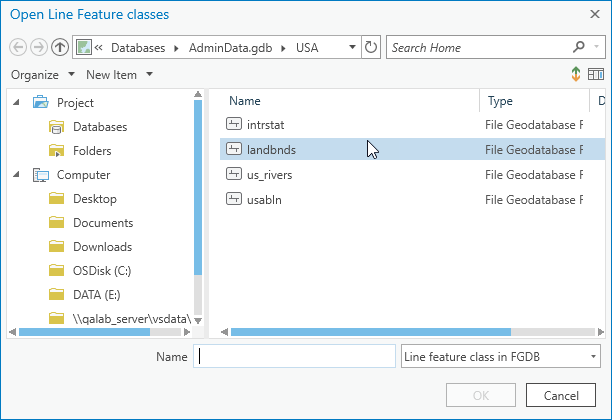 Open Line Feature classes
« Databases ▸ AdminData.gdb ▸ USA
Search Home
Organize New Item
Project
Databases
Folders
Computer
Desktop
Documents
Downloads
OSDisk (C:)
DATA (E:)
\\qalab_server\vsdata\
Name Type D
intrstat File Geodatabase F
landbnds File Geodatabase F
us_rivers File Geodatabase F
usabln File Geodatabase F
Name
Line feature class in FGDB
OK Cancel